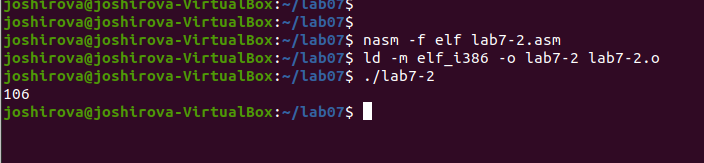 joshirova@joshirova-VirtualBox:~/lab07$
joshirova@joshirova-VirtualBox:~/lab07$
joshirova@joshirova-VirtualBox:~/lab07$ nasm -f elf lab7-2.asm
joshirova@joshirova-VirtualBox:~/lab07$ ld -m elf_i386 -o lab7-2 lab7-2.o
joshirova@joshirova-VirtualBox:~/lab07$ ./lab7-2
106
joshirova@joshirova-VirtualBox:~/lab07$